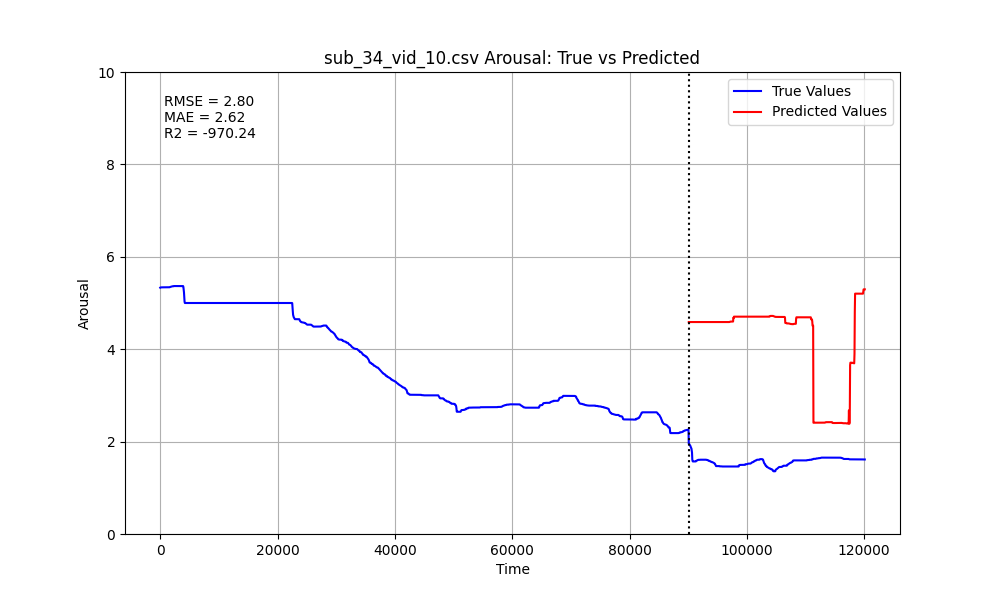 sub_34_vid_10.csv Arousal: True vs Predicted
RMSE = 2.80
MAE = 2.62
R2 = -970.24
True Values
Predicted Values
10
8
6
4
2
0
Arousal
0
20000
40000
60000
80000
100000
120000
Time